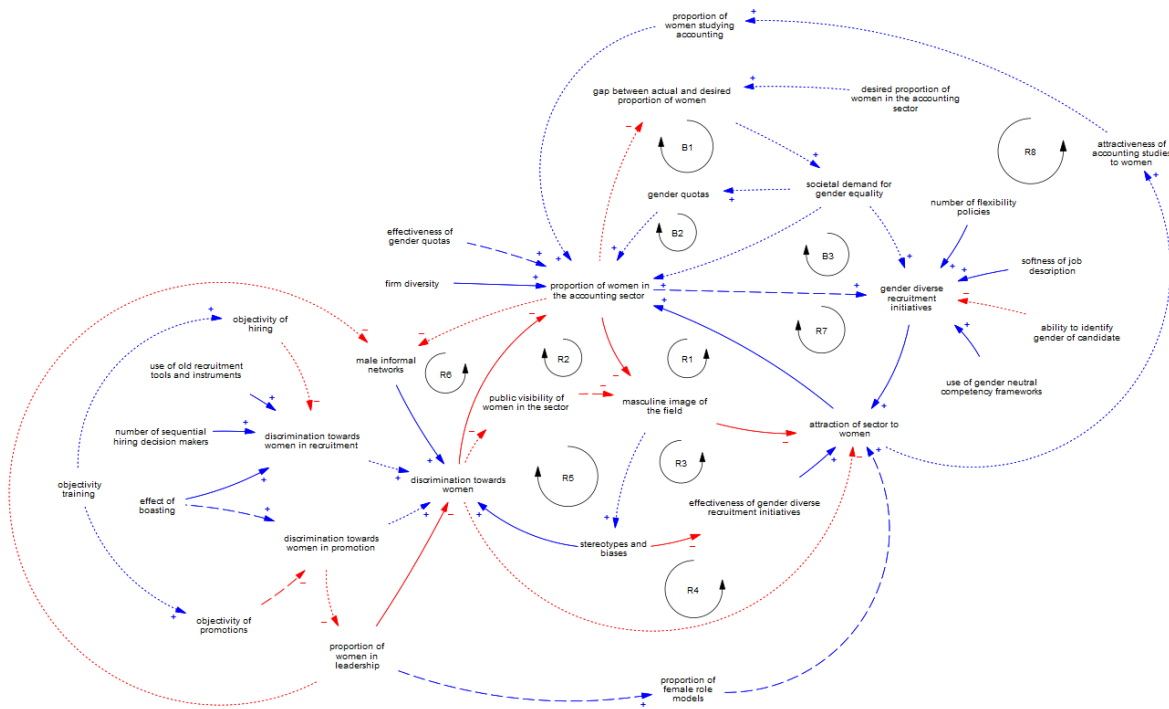 proportion of
women studying
accounting
gap between actual and desired
proportion of women
desired proportion of
women in the accounting
sector
B1
R8
attractiveness of
accounting studies
to women
gender quotas
societal demand for
gender equality
number of flexibility
policies
effectiveness of
gender quotas
B2
B3
firm diversity
proportion of women in
the accounting sector
gender diverse
recruitment
initiatives
softness of job
description
ability to identify
gender of candidate
objectivity of
hiring
male informal
networks
R6
R2
R1
R7
use of old recruitment
tools and instruments
public visibility of
women in the sector
masculine image of
the field
use of gender neutral
competency frameworks
number of sequential
hiring decision makers
discrimination towards
women in recruitment
attraction of sector to
women
R3
R5
objectivity
training
effect of
boasting
discrimination towards
women
effectiveness of gender diverse
recruitment initiatives
discrimination towards
women in promotion
stereotypes and
biases
R4
objectivity of
promotions
proportion of
women in
leadership
proportion of
female role
models